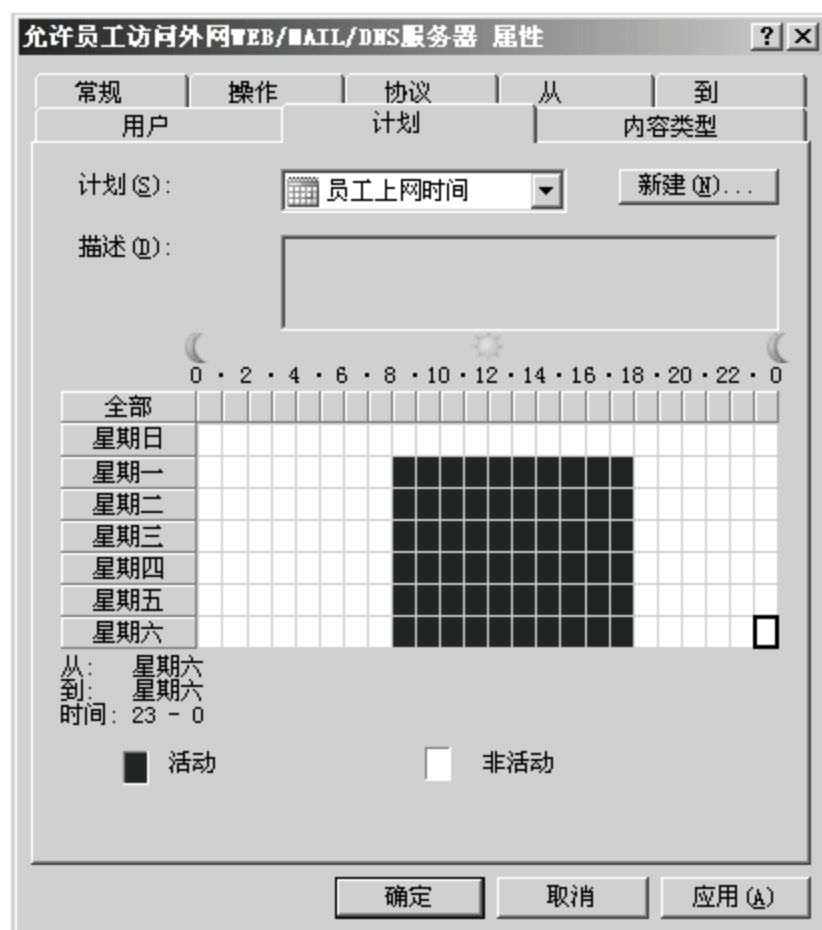 允许员工访问外网WEB/MAIL/DNS服务器 属性
常规 操作 协议 从 到
用户 计划 内容类型
计划(S): 员工上网时间 新建(N)...
描述(D):
0 · 2 · 4 · 6 · 8 · 10 · 12 · 14 · 16 · 18 · 20 · 22 · 0
全部
星期日
星期一
星期二
星期三
星期四
星期五
星期六
从: 星期六
到: 星期六
时间: 23 - 0
活动 非活动
确定 取消 应用(A)